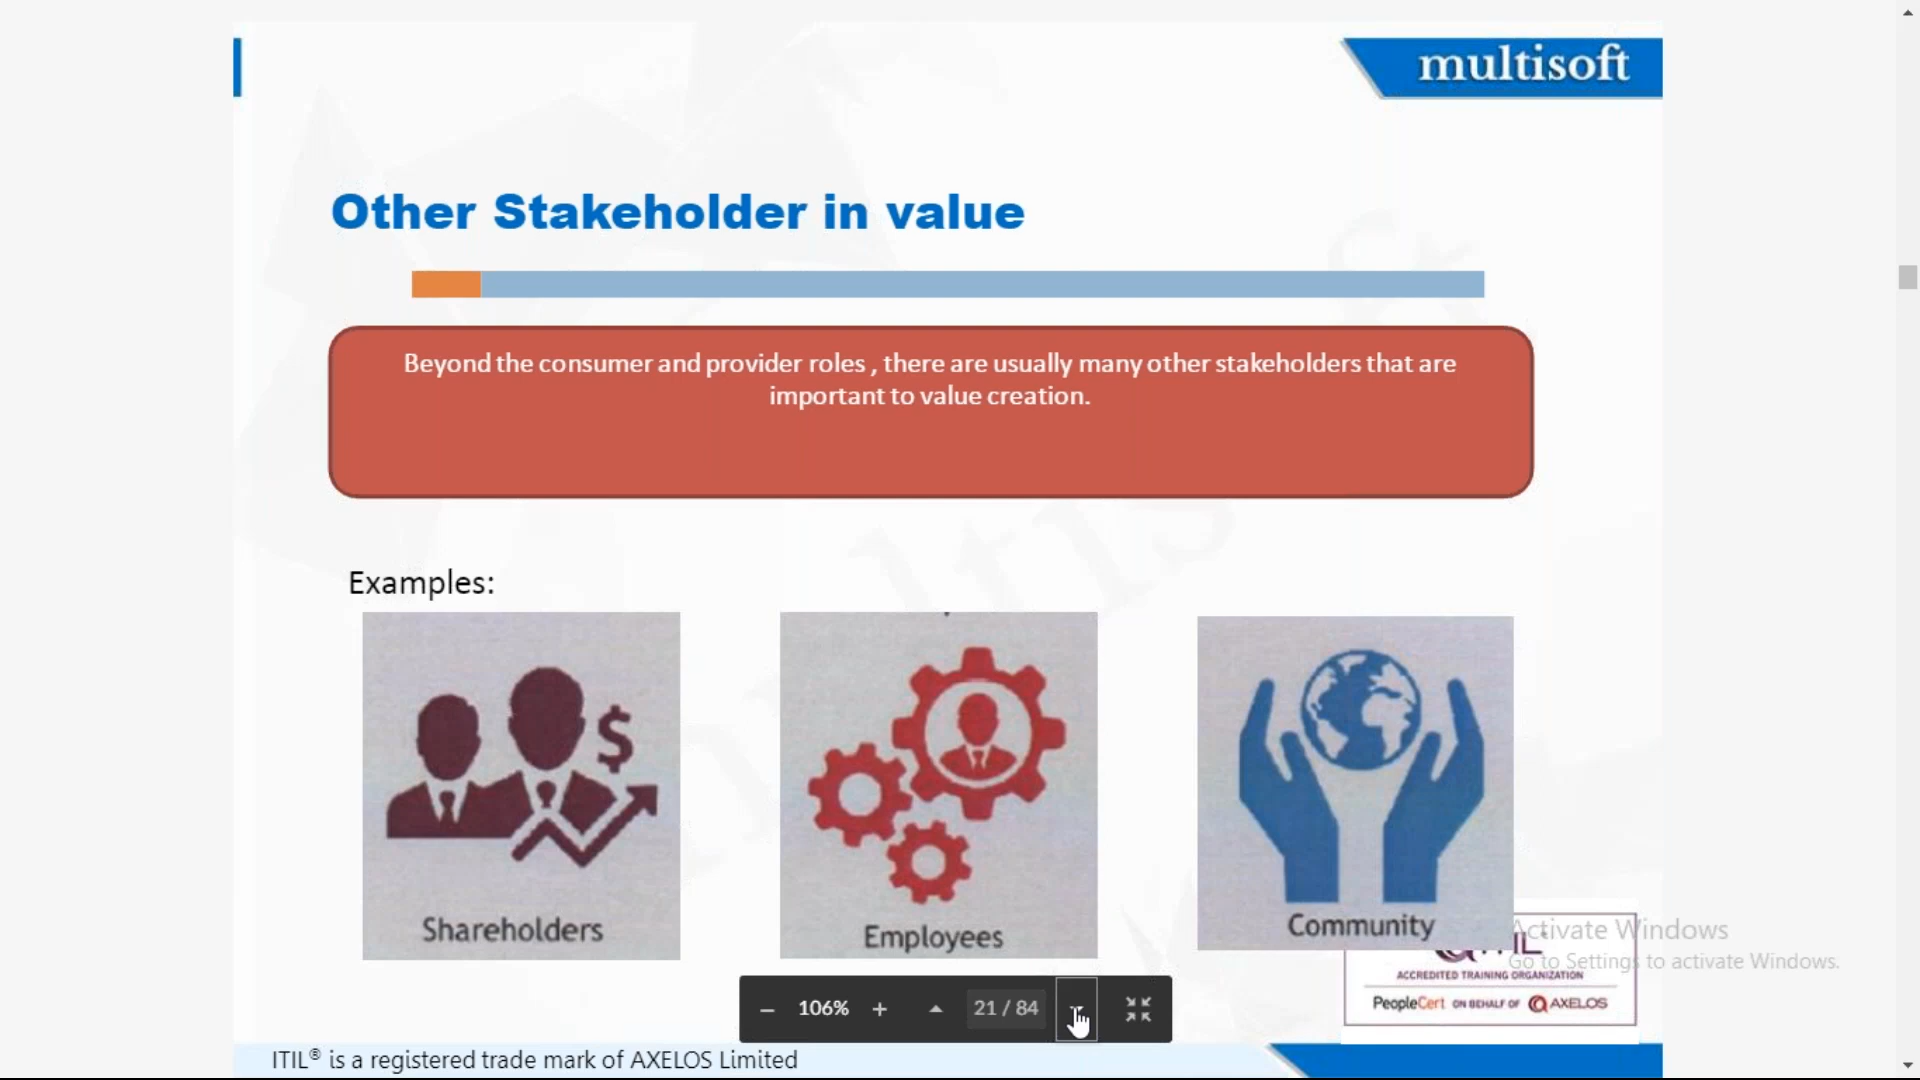 multisoft
Other Stakeholder in value
Beyond the consumer and provider roles , there are usually many other stakeholders that are
important to value creation.
Examples:
$
Shareholders
Employees
Community
Activate Windows
Go to Settings to activate Windows.
ACCREDITED TRAINING ORGANIZATION
PeopleCert ON BEHALF OF AXELOS
106%
21 / 84
ITIL® is a registered trade mark of AXELOS Limited